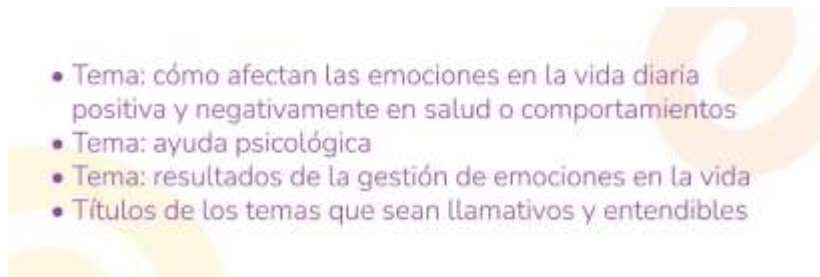 • Tema: cómo afectan las emociones en la vida diaria
positiva y negativamente en salud o comportamientos
• Tema: ayuda psicológica
• Tema: resultados de la gestión de emociones en la vida
• Títulos de los temas que sean llamativos y entendibles